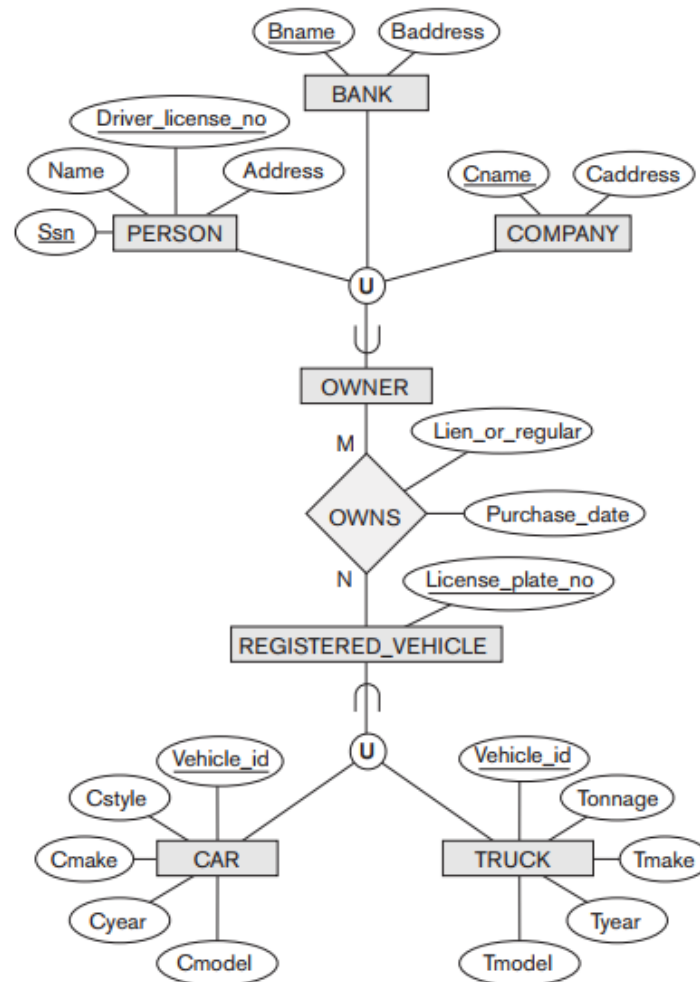 Bname Baddress
BANK
Driver_license_no
Name Address
Cname Caddress
Ssn PERSON COMPANY
U
OWNER
M Lien_or_regular
OWNS Purchase_date
N License_plate_no
REGISTERED_VEHICLE
U
Vehicle_id Vehicle_id
Cstyle Tonnage
Cmake CAR TRUCK Tmake
Cyear Tyear
Cmodel Tmodel